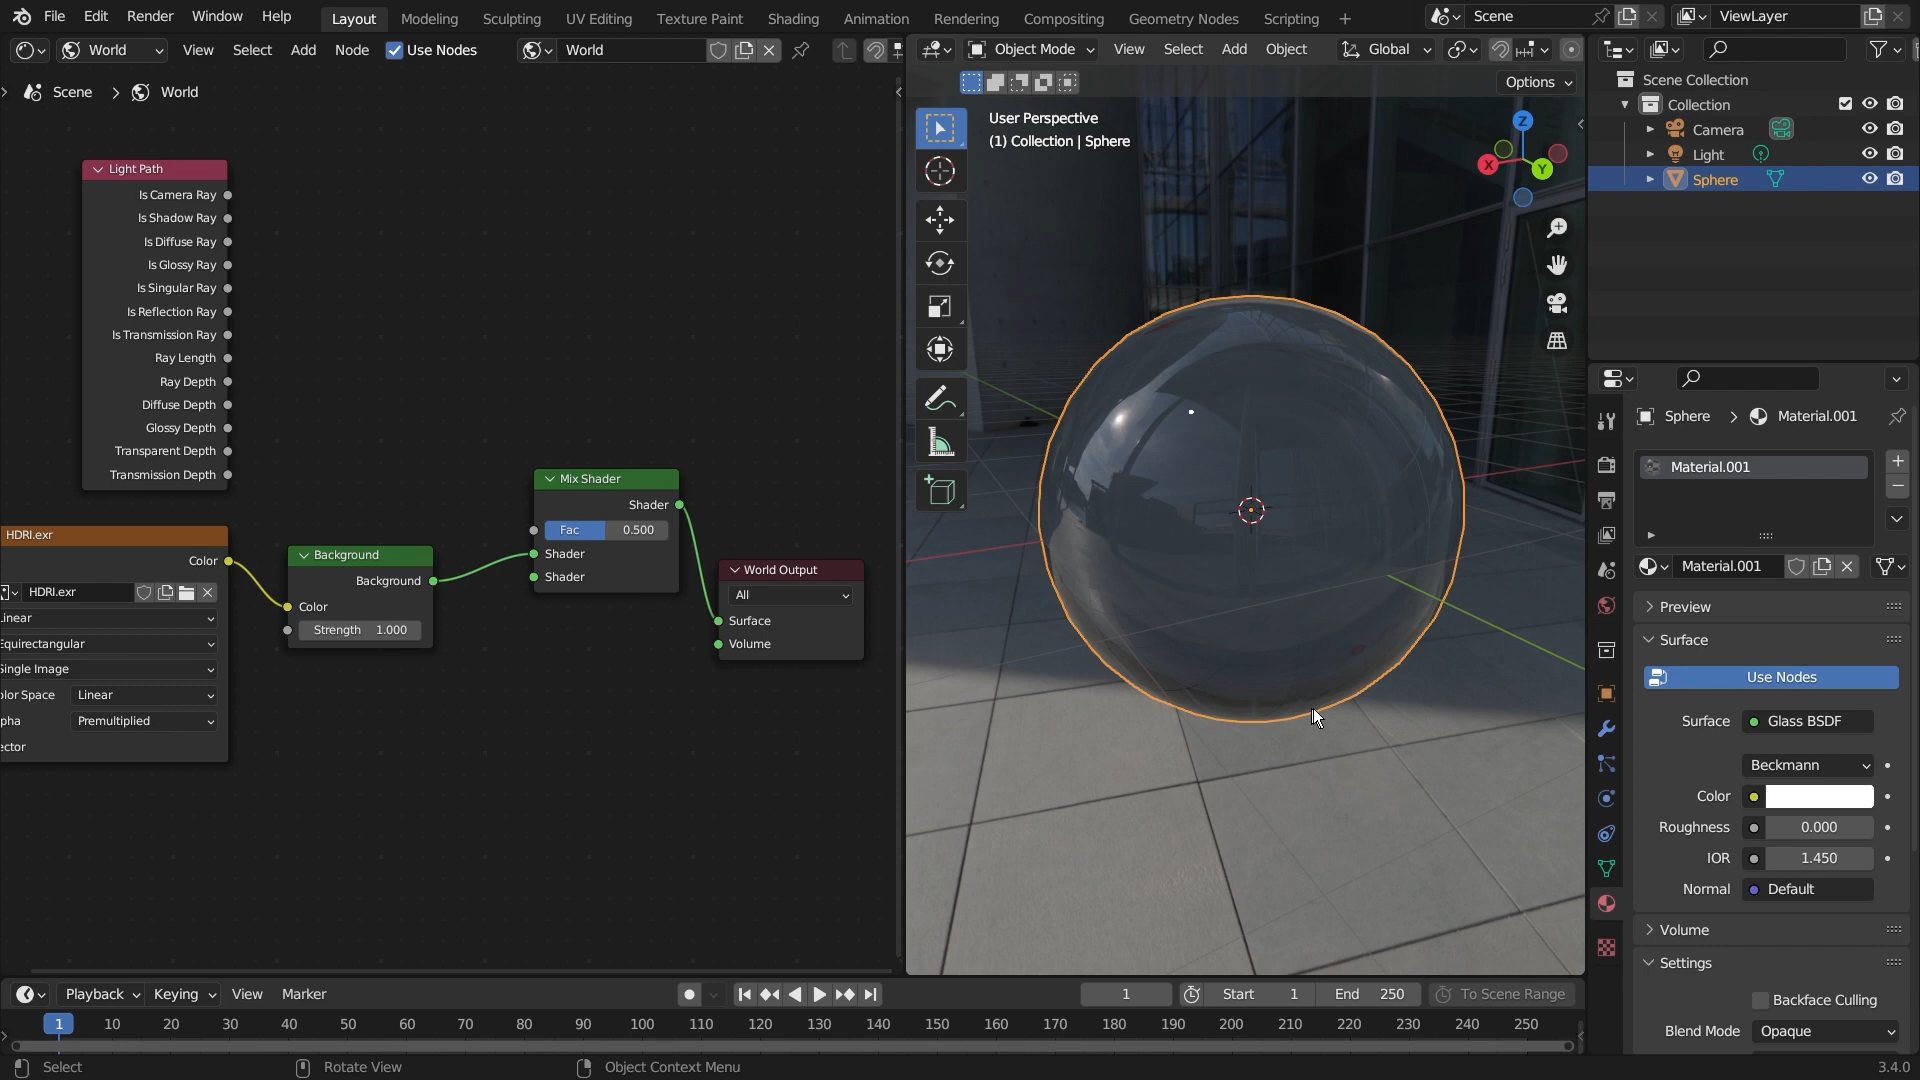 File Edit Render Window Help Layout Modeling Sculpting UV Editing Texture Paint Shading Animation Rendering Compositing Geometry Nodes Scripting + Scene ViewLayer
World View Select Add Node Use Nodes World
Object Mode View Select Add Object Global
Options
Scene > World
User Perspective
(1) Collection | Sphere
Z
X
Y
Scene Collection
Collection
Camera
Light
Sphere
Light Path
Is Camera Ray
Is Shadow Ray
Is Diffuse Ray
Is Glossy Ray
Is Singular Ray
Is Reflection Ray
Is Transmission Ray
Ray Length
Ray Depth
Diffuse Depth
Glossy Depth
Transparent Depth
Transmission Depth
HDRI.exr
Color
HDRI.exr
inear
Equirectangular
Single Image
olor Space Linear
pha Premultiplied
ector
Background
Background
Color
Strength 1.000
Mix Shader
Shader
Fac 0.500
Shader
Shader
World Output
All
Surface
Volume
Sphere > Material.001
Material.001
Material.001
Preview
Surface
Use Nodes
Surface Glass BSDF
Beckmann
Color
Roughness 0.000
IOR 1.450
Normal Default
Volume
Settings
Backface Culling
Blend Mode Opaque
Playback Keying View Marker
1 Start 1 End 250 To Scene Range
1 10 20 30 40 50 60 70 80 90 100 110 120 130 140 150 160 170 180 190 200 210 220 230 240 250
Select Rotate View Object Context Menu 3.4.0